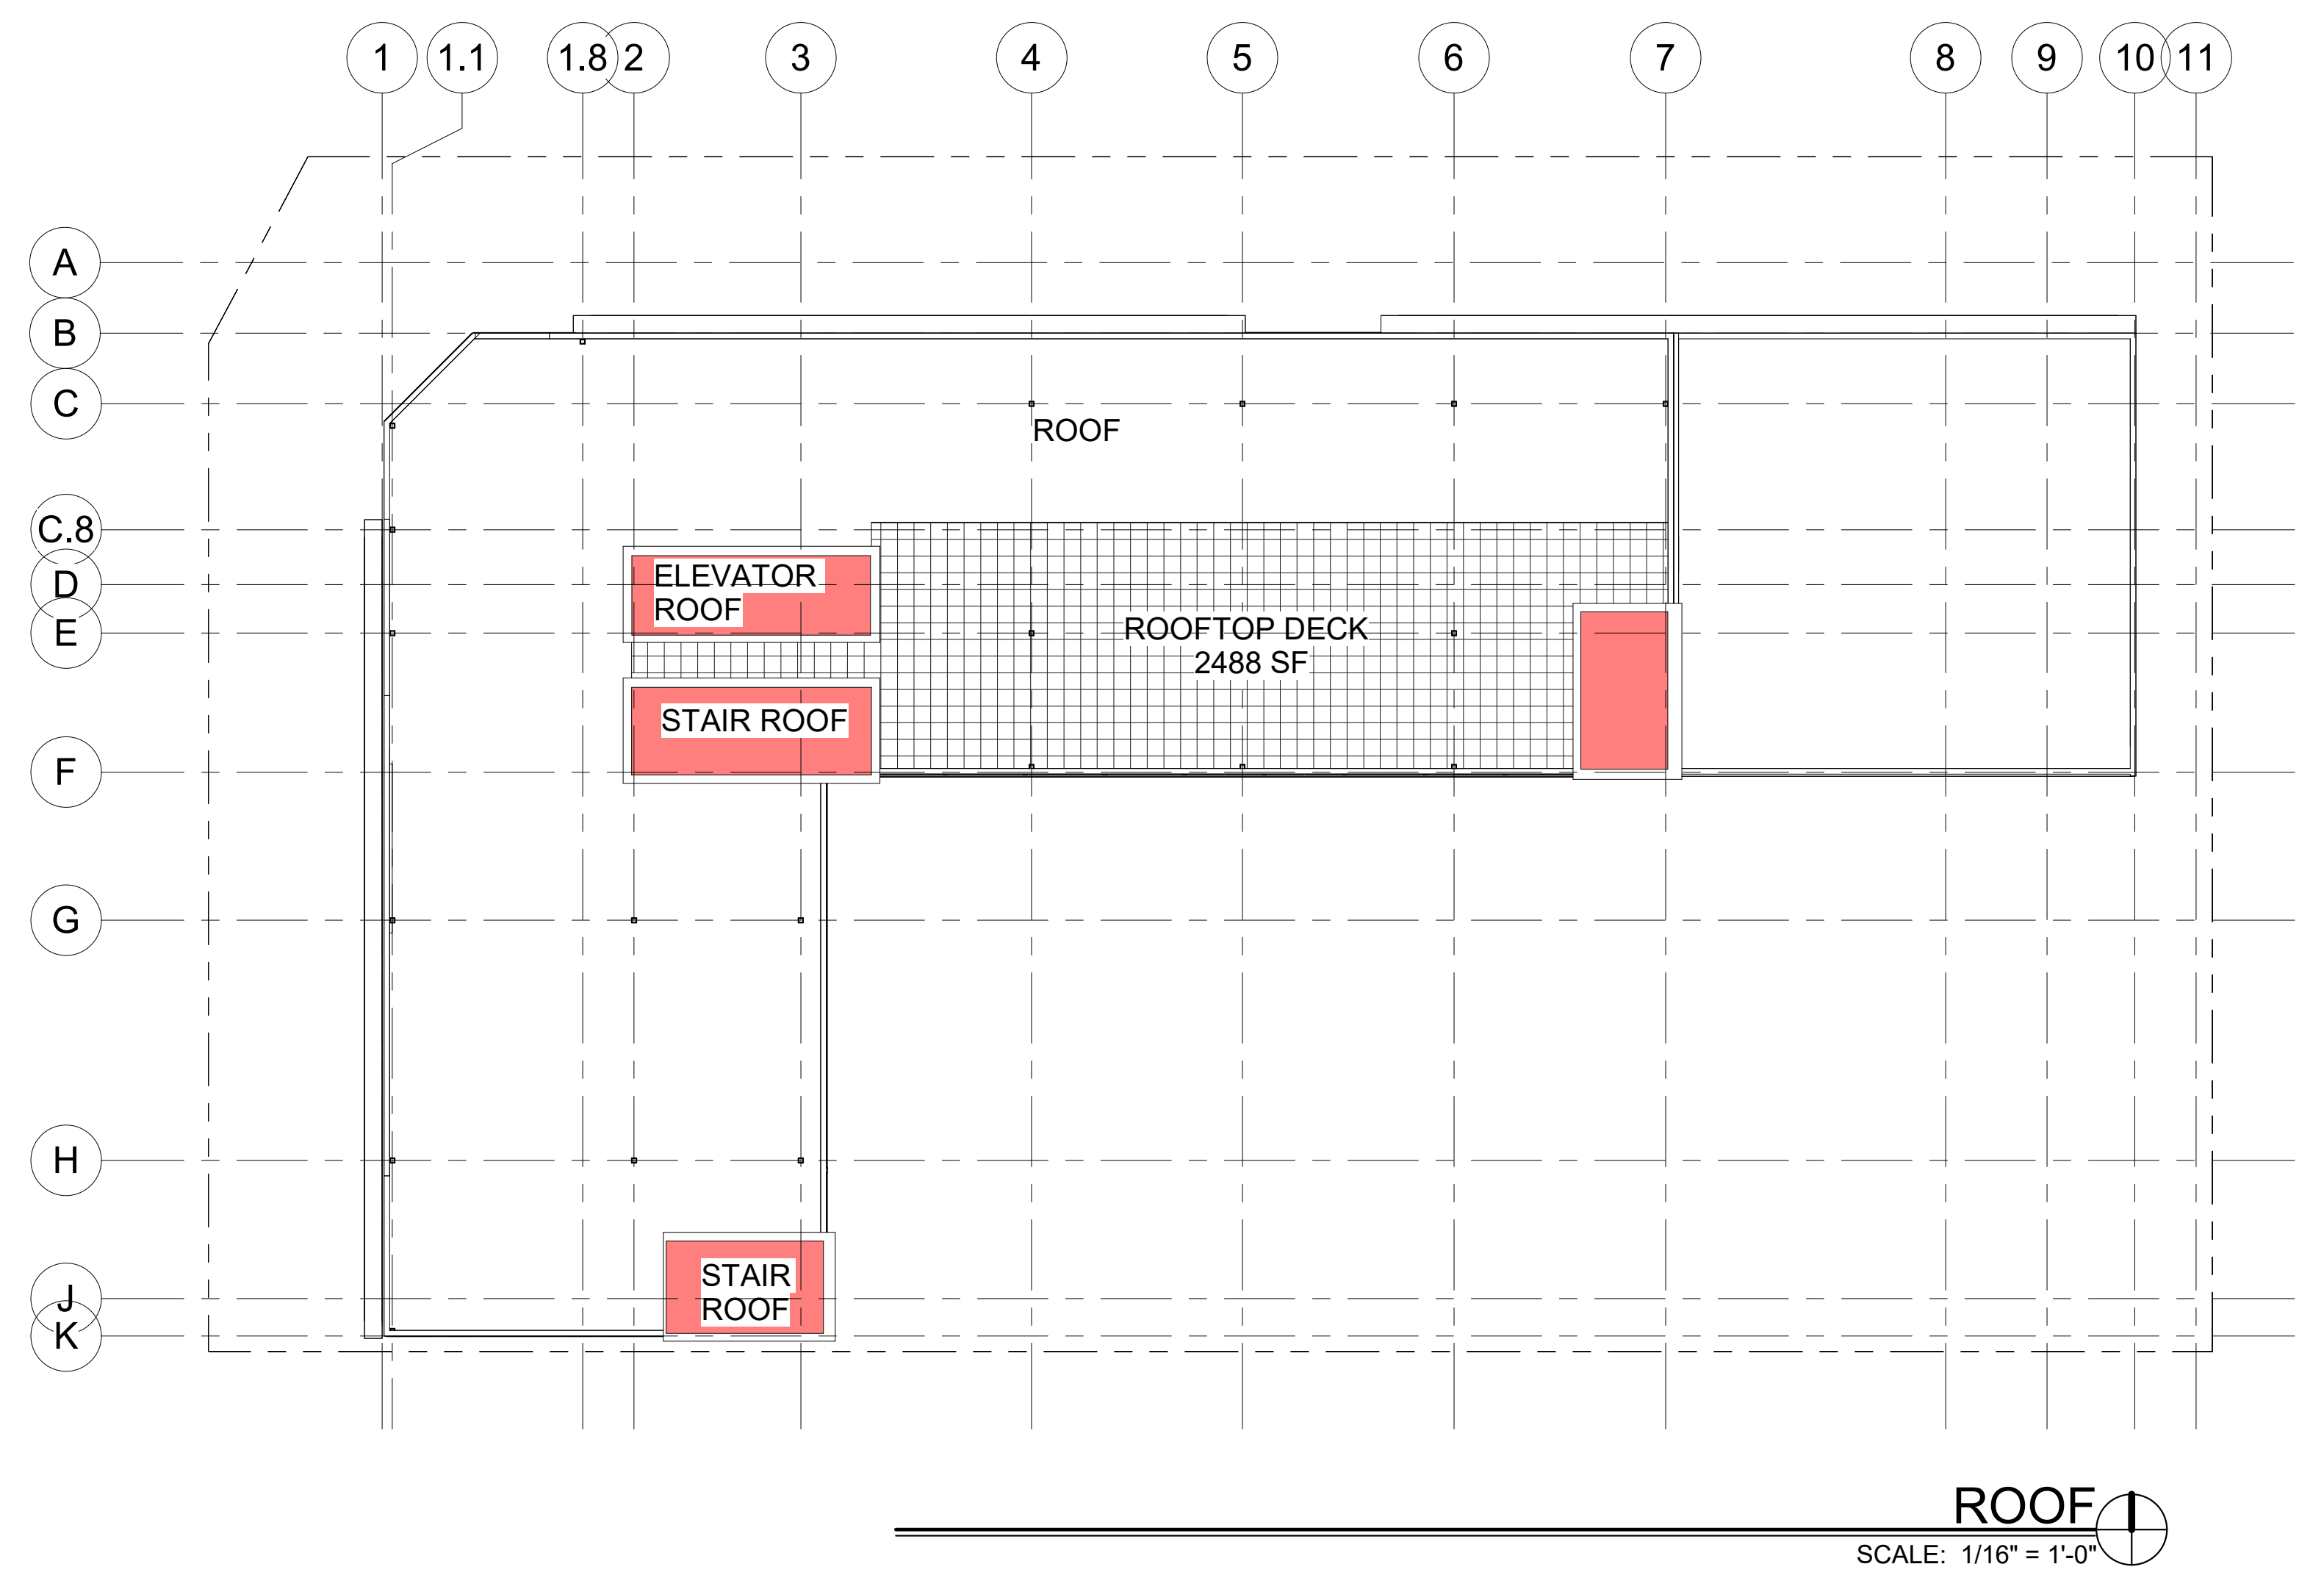 1 1.1 1.8 2 3 4 5 6 7 8 9 10 11
A
B
C
ROOF
C.8
D
ELEVATOR
ROOF
E
ROOFTOP DECK
2488 SF
STAIR ROOF
F
G
H
STAIR
ROOF
J
K
ROOF
SCALE: 1/16" = 1'-0"